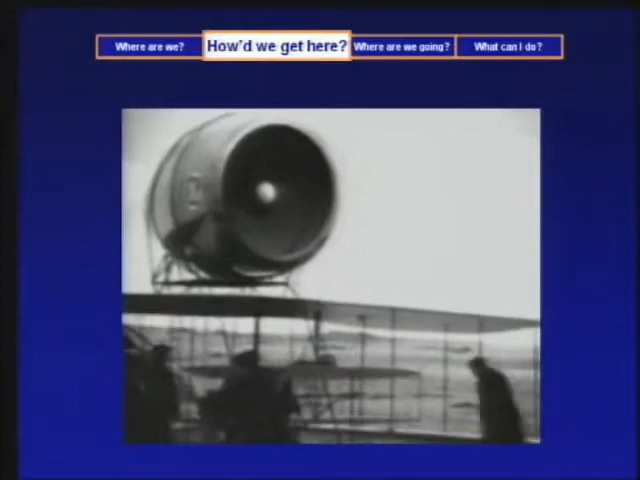 Where are we?
How'd we get here?
Where are we going?
What can I do?